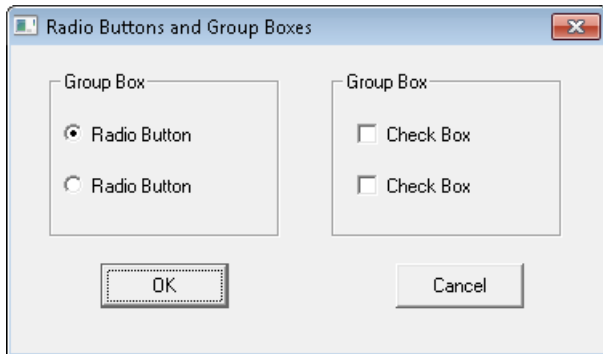 Radio Buttons and Group Boxes
Group Box
Radio Button
Radio Button
Group Box
Check Box
Check Box
OK
Cancel